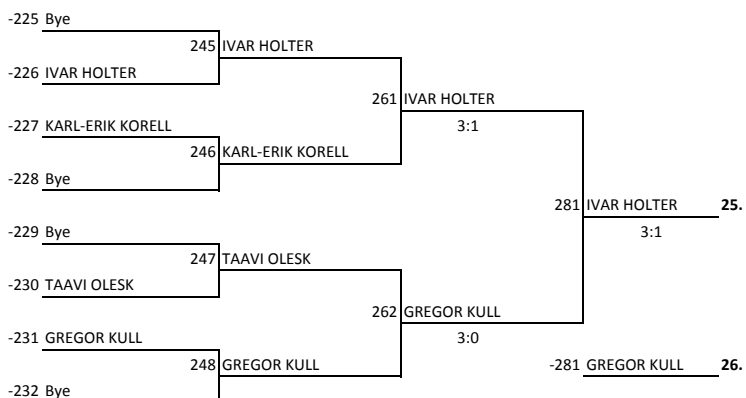 -225 Bye
245 IVAR HOLTER
-226 IVAR HOLTER
261 IVAR HOLTER
-227 KARL-ERIK KORELL
3:1
246 KARL-ERIK KORELL
-228 Bye
281 IVAR HOLTER 25.
-229 Bye
3:1
247 TAAVI OLESK
-230 TAAVI OLESK
262 GREGOR KULL
-231 GREGOR KULL
3:0
248 GREGOR KULL
-281 GREGOR KULL 26.
-232 Bye